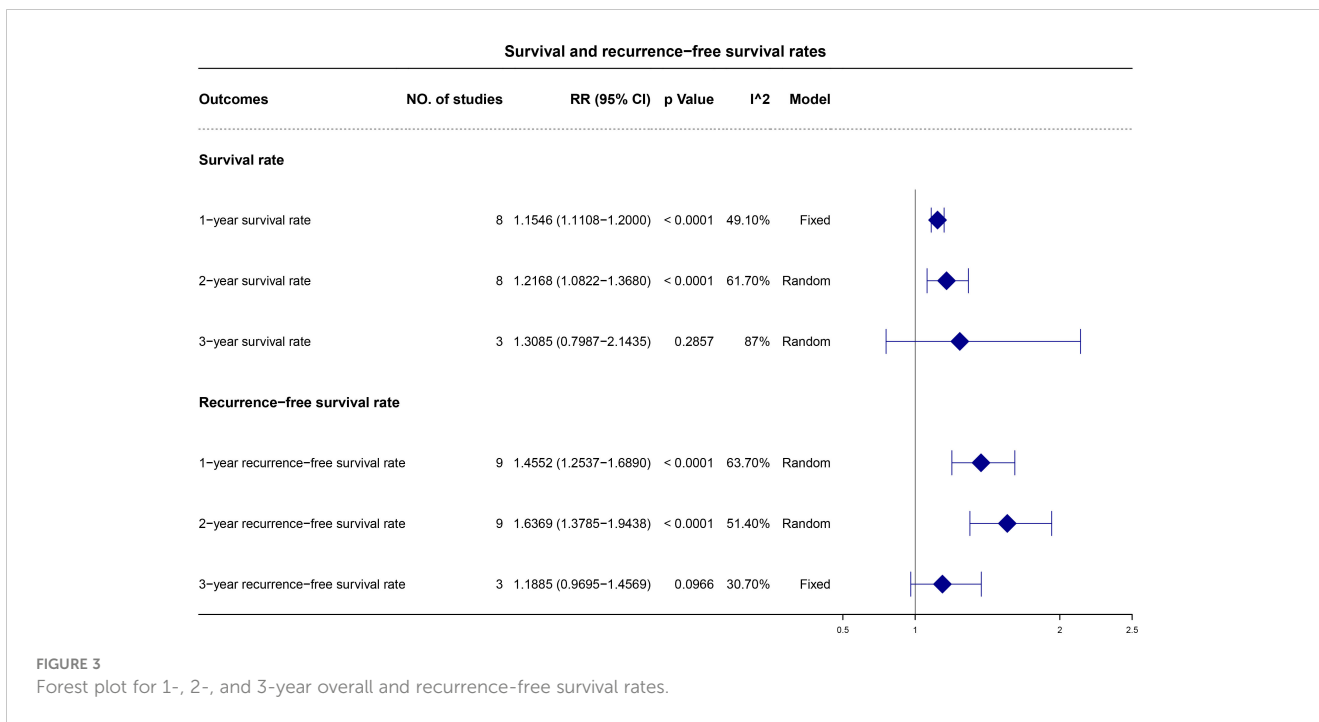 Survival and recurrence−free survival rates
Outcomes NO. of studies RR (95% CI) p Value I^2 Model
Survival rate
1−year survival rate 8 1.1546 (1.1108−1.2000) < 0.0001 49.10% Fixed
2−year survival rate 8 1.2168 (1.0822−1.3680) < 0.0001 61.70% Random
3−year survival rate 3 1.3085 (0.7987−2.1435) 0.2857 87% Random
Recurrence−free survival rate
1−year recurrence−free survival rate 9 1.4552 (1.2537−1.6890) < 0.0001 63.70% Random
2−year recurrence−free survival rate 9 1.6369 (1.3785−1.9438) < 0.0001 51.40% Random
3−year recurrence−free survival rate 3 1.1885 (0.9695−1.4569) 0.0966 30.70% Fixed
0.5 1 2 2.5
FIGURE 3
Forest plot for 1-, 2-, and 3-year overall and recurrence-free survival rates.